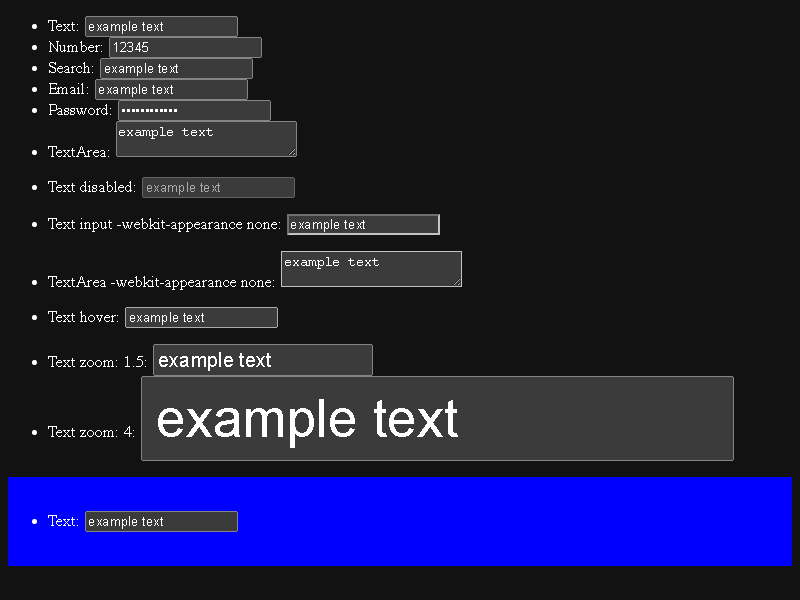 Text: example text
Number: 12345
Search: example text
Email: example text
Password: ••••••••••••
TextArea: example text
Text disabled: example text
Text input -webkit-appearance none: example text
TextArea -webkit-appearance none: example text
Text hover: example text
Text zoom: 1.5: example text
Text zoom: 4: example text
Text: example text